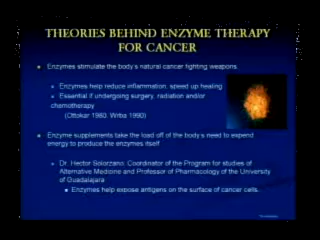 THEORIES BEHIND ENZYME THERAPY
FOR CANCER
Enzymes stimulate the body's natural cancer fighting weapons.
Enzymes help reduce inflammation, speed up healing
Essential if undergoing surgery, radiation and/or
chemotherapy
(Ottokar 1980, Wrba 1990)
Enzyme supplements take the load off of the body's need to expend
energy to produce the enzymes itself
Dr. Hector Solorzano: Coordinator of the Program for studies of
Alternative Medicine and Professor of Pharmacology of the University
of Guadalajara
Enzymes help expose antigens on the surface of cancer cells.